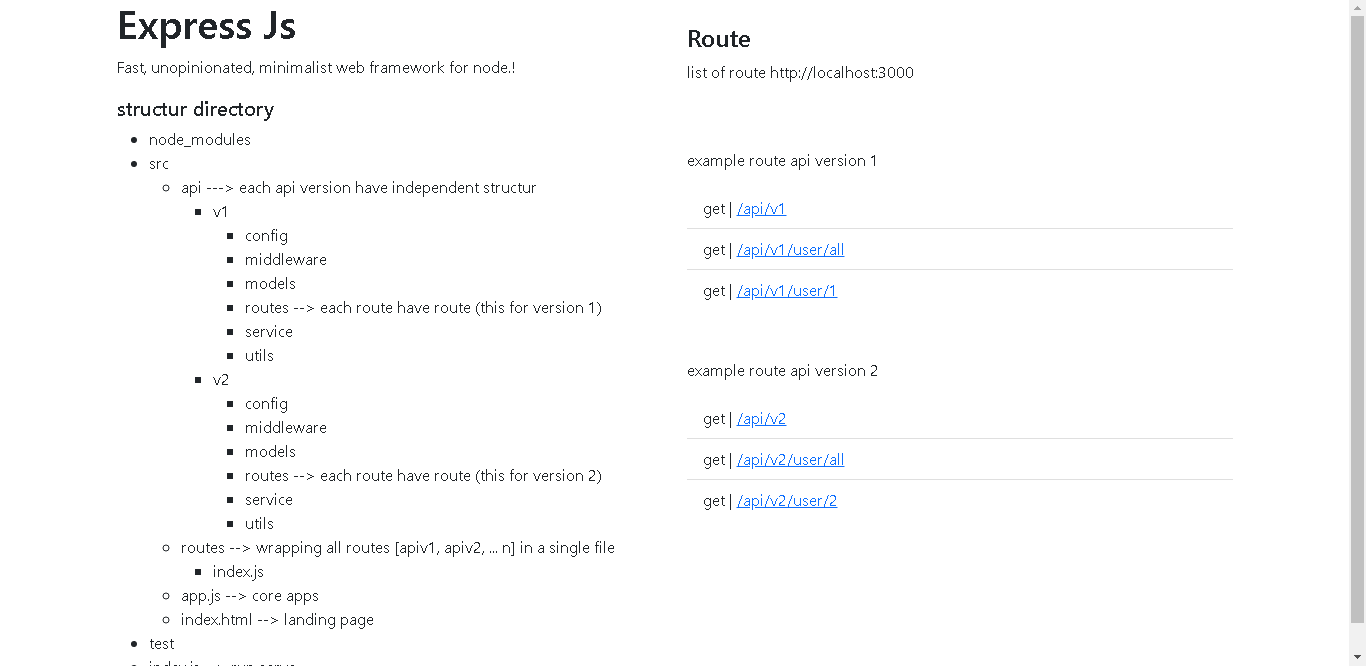 Express Js
Fast, unopinionated, minimalist web framework for node.!
structur directory
node_modules
src
api ---> each api version have independent structur
v1
config
middleware
models
routes --> each route have route (this for version 1)
service
utils
v2
config
middleware
models
routes --> each route have route (this for version 2)
service
utils
routes --> wrapping all routes [apiv1, apiv2, ... n] in a single file
index.js
app.js --> core apps
index.html --> landing page
test
Route
list of route http://localhost:3000
example route api version 1
get | /api/v1
get | /api/v1/user/all
get | /api/v1/user/1
example route api version 2
get | /api/v2
get | /api/v2/user/all
get | /api/v2/user/2